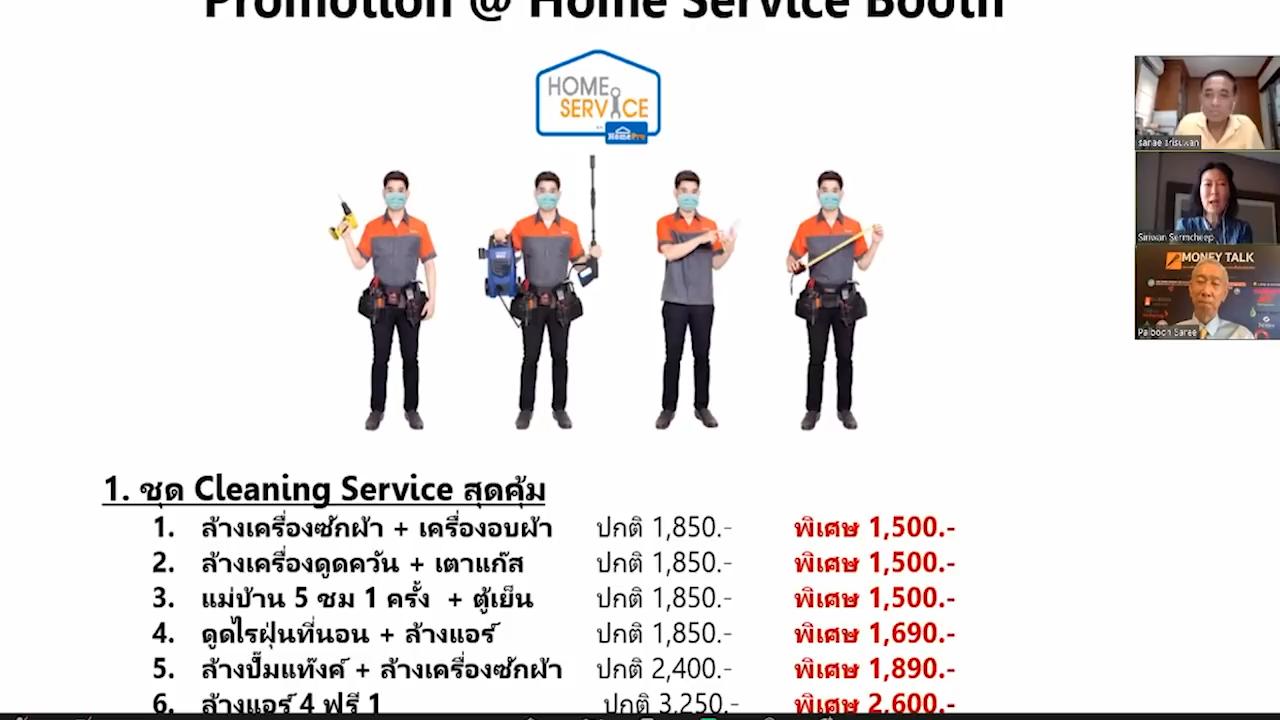 Promotion @ Home Service Booth
HOME
SERVICE
BY
HomePro
sanae srisuwan
Siriwan Sermcheep
MONEY TALK
Paiboon Saree
1. ชุด Cleaning Service สุดคุ้ม
1. ล้างเครื่องซักผ้า + เครื่องอบผ้า ปกติ 1,850.- พิเศษ 1,500.-
2. ล้างเครื่องดูดควัน + เตาแก๊ส ปกติ 1,850.- พิเศษ 1,500.-
3. แม่บ้าน 5 ชม 1 ครั้ง + ตู้เย็น ปกติ 1,850.- พิเศษ 1,500.-
4. ดูดไรฝุ่นที่นอน + ล้างแอร์ ปกติ 1,850.- พิเศษ 1,690.-
5. ล้างปั๊มแท๊งค์ + ล้างเครื่องซักผ้า ปกติ 2,400.- พิเศษ 1,890.-
6. ล้างแอร์ 4 ฟรี 1 ปกติ 3,250.- พิเศษ 2,600.-